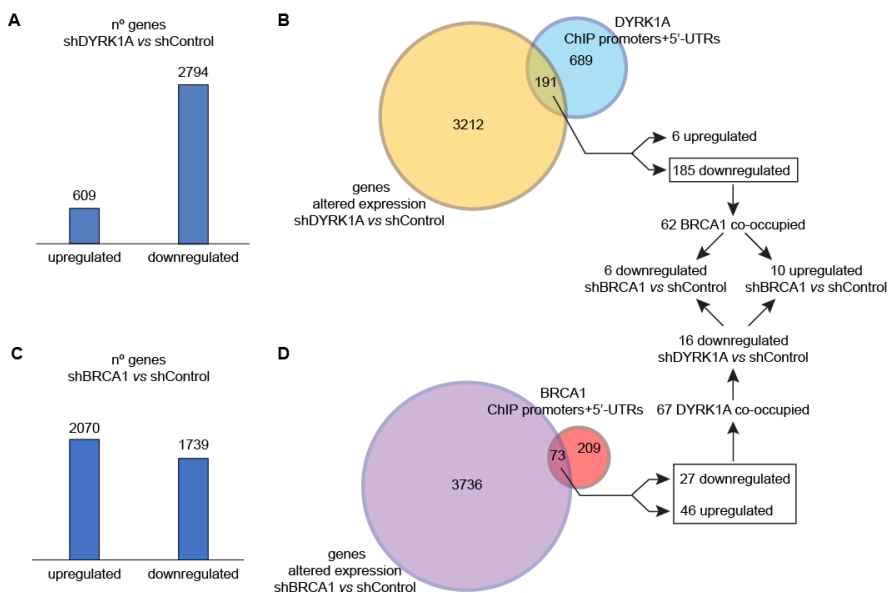 A
nº genes
shDYRK1A vs shControl
2794
609
upregulated
downregulated
B
DYRK1A
ChIP promoters+5'-UTRs
689
191
3212
genes
altered expression
shDYRK1A vs shControl
6 upregulated
185 downregulated
62 BRCA1 co-occupied
6 downregulated
shBRCA1 vs shControl
10 upregulated
shBRCA1 vs shControl
16 downregulated
shDYRK1A vs shControl
67 DYRK1A co-occupied
C
nº genes
shBRCA1 vs shControl
2070
1739
upregulated
downregulated
D
BRCA1
ChIP promoters+5'-UTRs
73
209
3736
genes
altered expression
shBRCA1 vs shControl
27 downregulated
46 upregulated